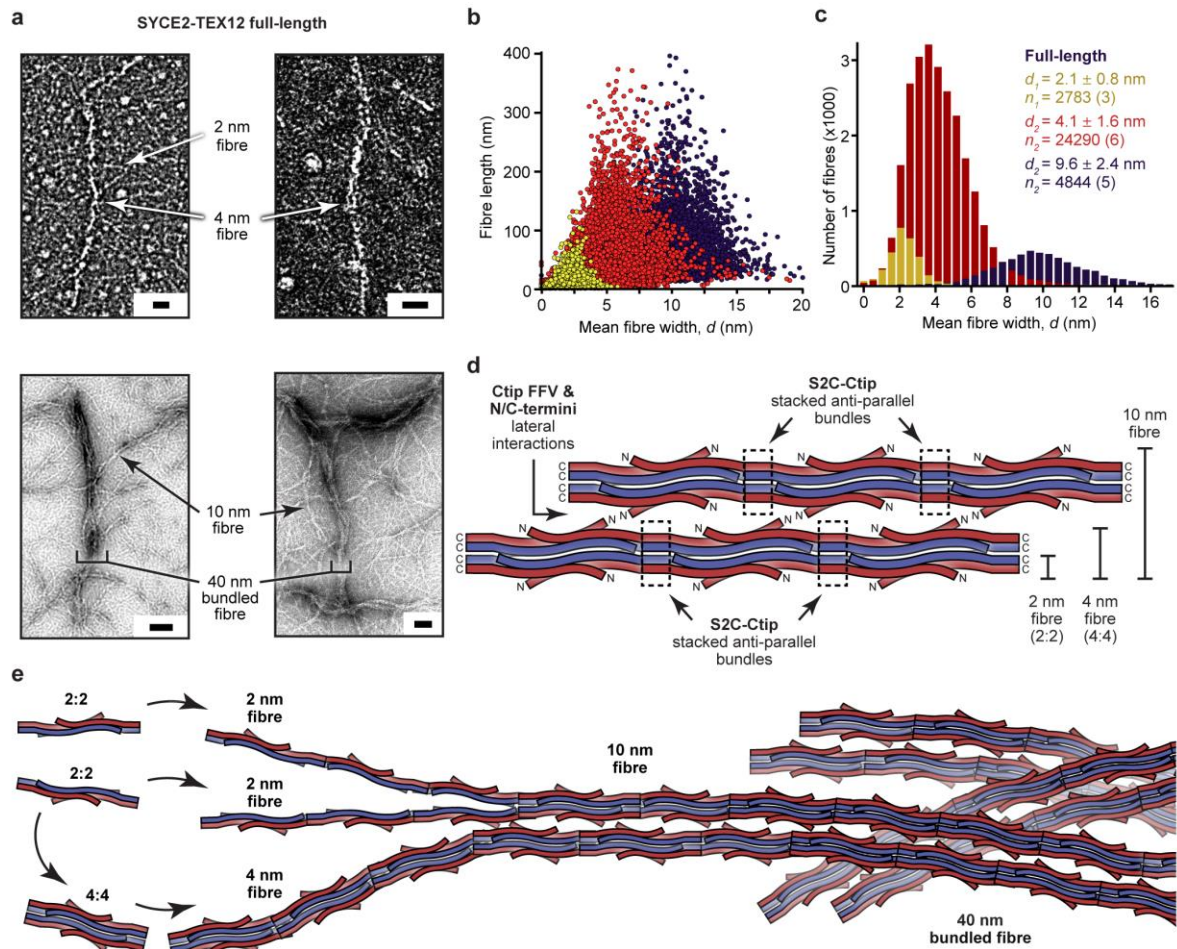 a
SYCE2-TEX12 full-length
2 nm
fibre
4 nm
fibre
10 nm
fibre
40 nm
bundled
fibre
b
Fibre length (nm)
400
300
200
100
0
0
5
10
15
20
Mean fibre width, d (nm)
c
Number of fibres (x1000)
3
2
1
0
0
2
4
6
8
10
12
14
16
Mean fibre width, d (nm)
Full-length
d1 = 2.1 ± 0.8 nm
n1 = 2783 (3)
d2 = 4.1 ± 1.6 nm
n2 = 24290 (6)
d2 = 9.6 ± 2.4 nm
n2 = 4844 (5)
d
Ctip FFV &
N/C-termini
lateral
interactions
S2C-Ctip
stacked anti-parallel
bundles
10 nm
fibre
N
N
N
N
N
N
C
C
C
C
C
C
C
C
N
N
N
N
N
N
C
C
C
C
C
C
C
C
N
N
N
N
N
N
S2C-Ctip
stacked anti-parallel
bundles
2 nm
fibre
(2:2)
4 nm
fibre
(4:4)
e
2:2
2 nm
fibre
2:2
2 nm
fibre
4:4
4 nm
fibre
10 nm
fibre
40 nm
bundled fibre